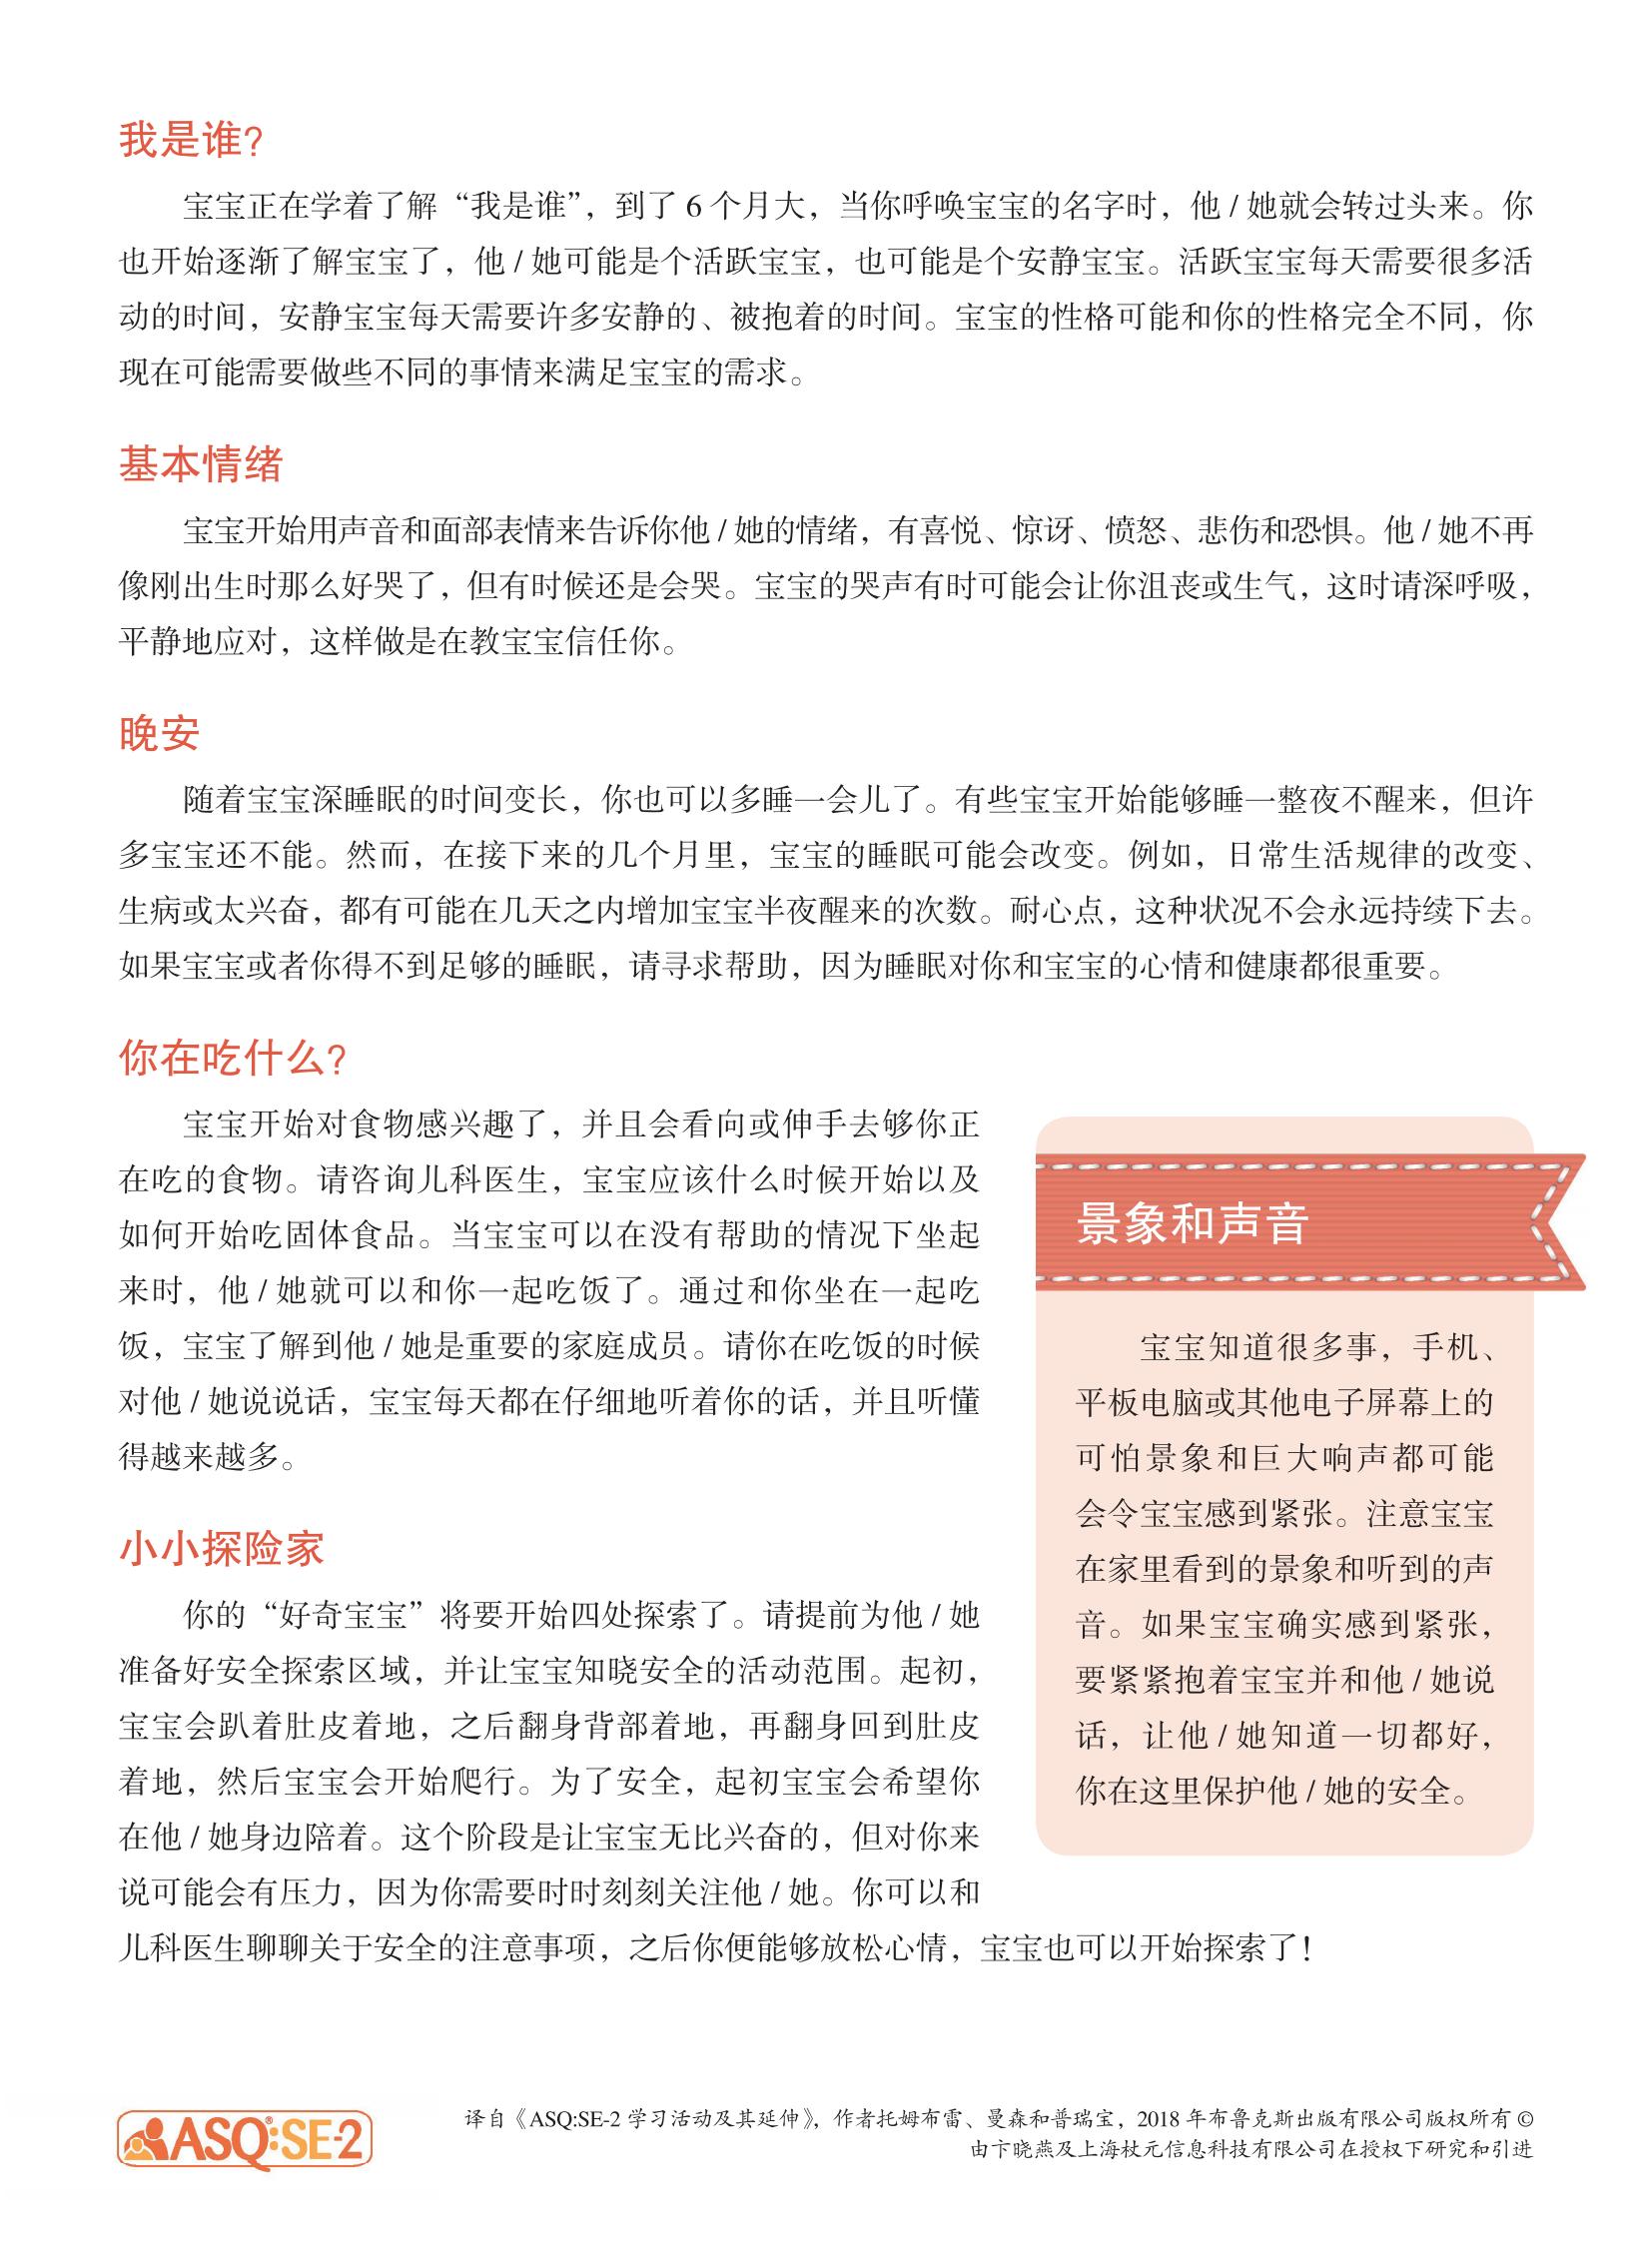 我是谁？
宝宝正在学着了解“我是谁”，到了 6 个月大，当你呼唤宝宝的名字时，他 / 她就会转过头来。你
也开始逐渐了解宝宝了，他 / 她可能是个活跃宝宝，也可能是个安静宝宝。活跃宝宝每天需要很多活
动的时间，安静宝宝每天需要许多安静的、被抱着的时间。宝宝的性格可能和你的性格完全不同，你
现在可能需要做些不同的事情来满足宝宝的需求。
基本情绪
宝宝开始用声音和面部表情来告诉你他 / 她的情绪，有喜悦、惊讶、愤怒、悲伤和恐惧。他 / 她不再
像刚出生时那么好哭了，但有时候还是会哭。宝宝的哭声有时可能会让你沮丧或生气，这时请深呼吸，
平静地应对，这样做是在教宝宝信任你。
晚安
随着宝宝深睡眠的时间变长，你也可以多睡一会儿了。有些宝宝开始能够睡一整夜不醒来，但许
多宝宝还不能。然而，在接下来的几个月里，宝宝的睡眠可能会改变。例如，日常生活规律的改变、
生病或太兴奋，都有可能在几天之内增加宝宝半夜醒来的次数。耐心点，这种状况不会永远持续下去。
如果宝宝或者你得不到足够的睡眠，请寻求帮助，因为睡眠对你和宝宝的心情和健康都很重要。
你在吃什么？
宝宝开始对食物感兴趣了，并且会看向或伸手去够你正
在吃的食物。请咨询儿科医生，宝宝应该什么时候开始以及
如何开始吃固体食品。当宝宝可以在没有帮助的情况下坐起
来时，他 / 她就可以和你一起吃饭了。通过和你坐在一起吃
饭，宝宝了解到他 / 她是重要的家庭成员。请你在吃饭的时候
对他 / 她说说话，宝宝每天都在仔细地听着你的话，并且听懂
得越来越多。
小小探险家
你的“好奇宝宝”将要开始四处探索了。请提前为他 / 她
准备好安全探索区域，并让宝宝知晓安全的活动范围。起初，
宝宝会趴着肚皮着地，之后翻身背部着地，再翻身回到肚皮
着地，然后宝宝会开始爬行。为了安全，起初宝宝会希望你
在他 / 她身边陪着。这个阶段是让宝宝无比兴奋的，但对你来
说可能会有压力，因为你需要时时刻刻关注他 / 她。你可以和
儿科医生聊聊关于安全的注意事项，之后你便能够放松心情，宝宝也可以开始探索了！
景象和声音
宝宝知道很多事，手机、
平板电脑或其他电子屏幕上的
可怕景象和巨大响声都可能
会令宝宝感到紧张。注意宝宝
在家里看到的景象和听到的声
音。如果宝宝确实感到紧张，
要紧紧抱着宝宝并和他 / 她说
话，让他 / 她知道一切都好，
你在这里保护他 / 她的安全。
ASQ®:SE-2
译自《ASQ:SE-2 学习活动及其延伸》，作者托姆布雷、曼森和普瑞宝，2018 年布鲁克斯出版有限公司版权所有 ©
由卞晓燕及上海杖元信息科技有限公司在授权下研究和引进